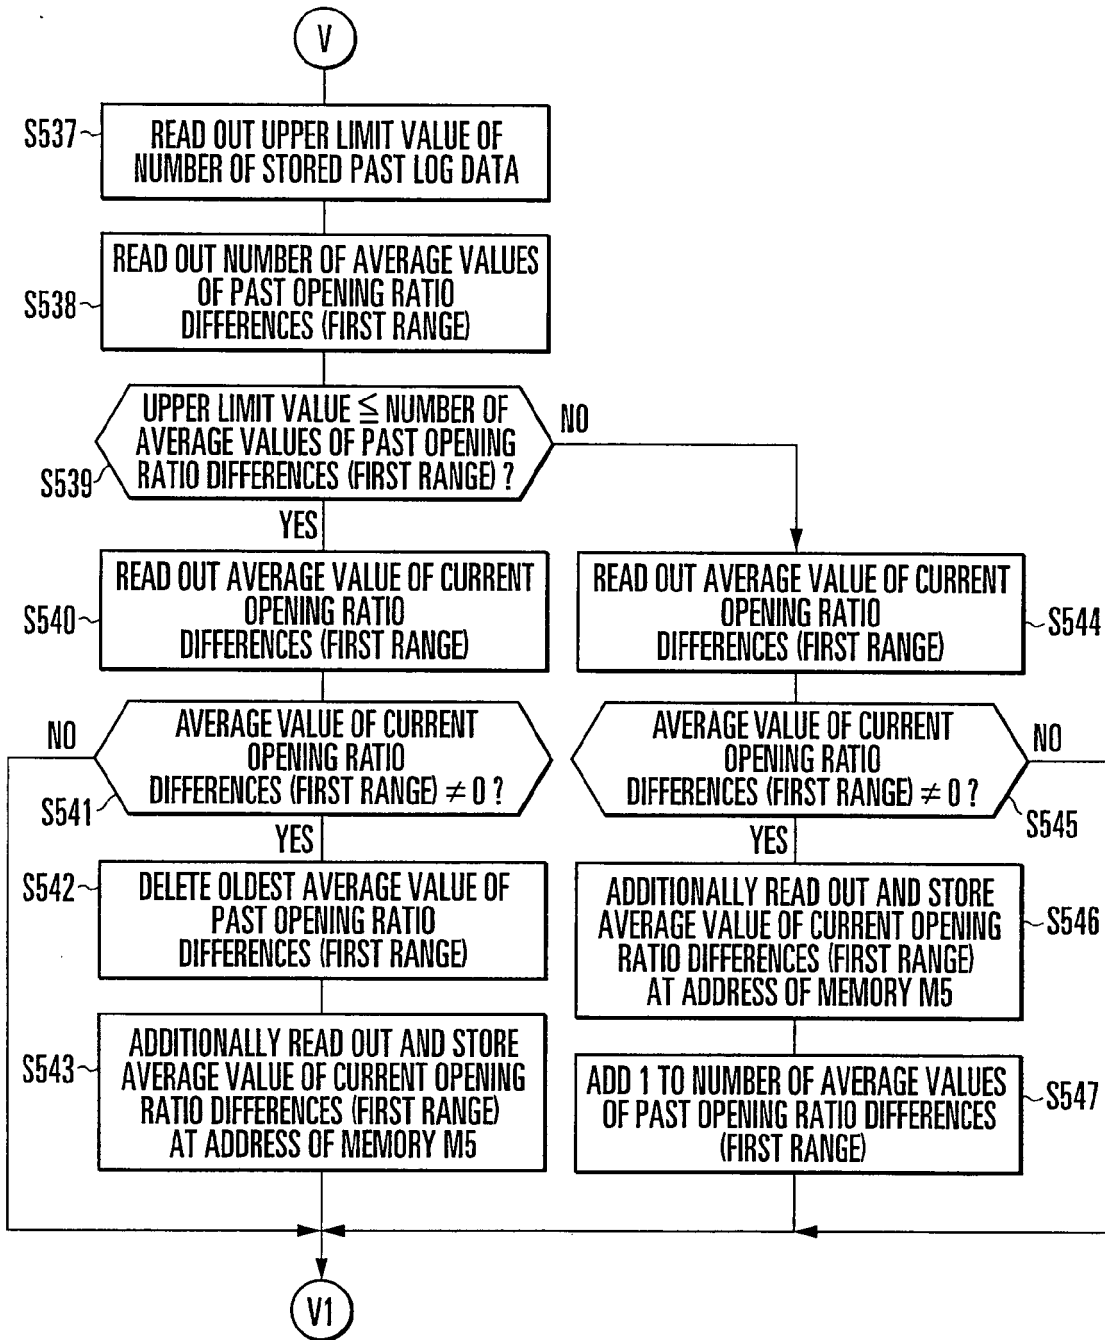 V
S537
READ OUT UPPER LIMIT VALUE OF
NUMBER OF STORED PAST LOG DATA
S538
READ OUT NUMBER OF AVERAGE VALUES
OF PAST OPENING RATIO
DIFFERENCES (FIRST RANGE)
S539
UPPER LIMIT VALUE ≦ NUMBER OF
AVERAGE VALUES OF PAST OPENING
RATIO DIFFERENCES (FIRST RANGE) ?
NO
YES
S540
READ OUT AVERAGE VALUE OF CURRENT
OPENING RATIO
DIFFERENCES (FIRST RANGE)
READ OUT AVERAGE VALUE OF CURRENT
OPENING RATIO
DIFFERENCES (FIRST RANGE)
S544
NO
AVERAGE VALUE OF CURRENT
OPENING RATIO
DIFFERENCES (FIRST RANGE) ≠ 0 ?
S541
YES
AVERAGE VALUE OF CURRENT
OPENING RATIO
DIFFERENCES (FIRST RANGE) ≠ 0 ?
NO
S545
YES
S542
DELETE OLDEST AVERAGE VALUE OF
PAST OPENING RATIO
DIFFERENCES (FIRST RANGE)
ADDITIONALLY READ OUT AND STORE
AVERAGE VALUE OF CURRENT OPENING
RATIO DIFFERENCES (FIRST RANGE)
AT ADDRESS OF MEMORY M5
S546
S543
ADDITIONALLY READ OUT AND STORE
AVERAGE VALUE OF CURRENT OPENING
RATIO DIFFERENCES (FIRST RANGE)
AT ADDRESS OF MEMORY M5
ADD 1 TO NUMBER OF AVERAGE VALUES
OF PAST OPENING RATIO DIFFERENCES
(FIRST RANGE)
S547
V1